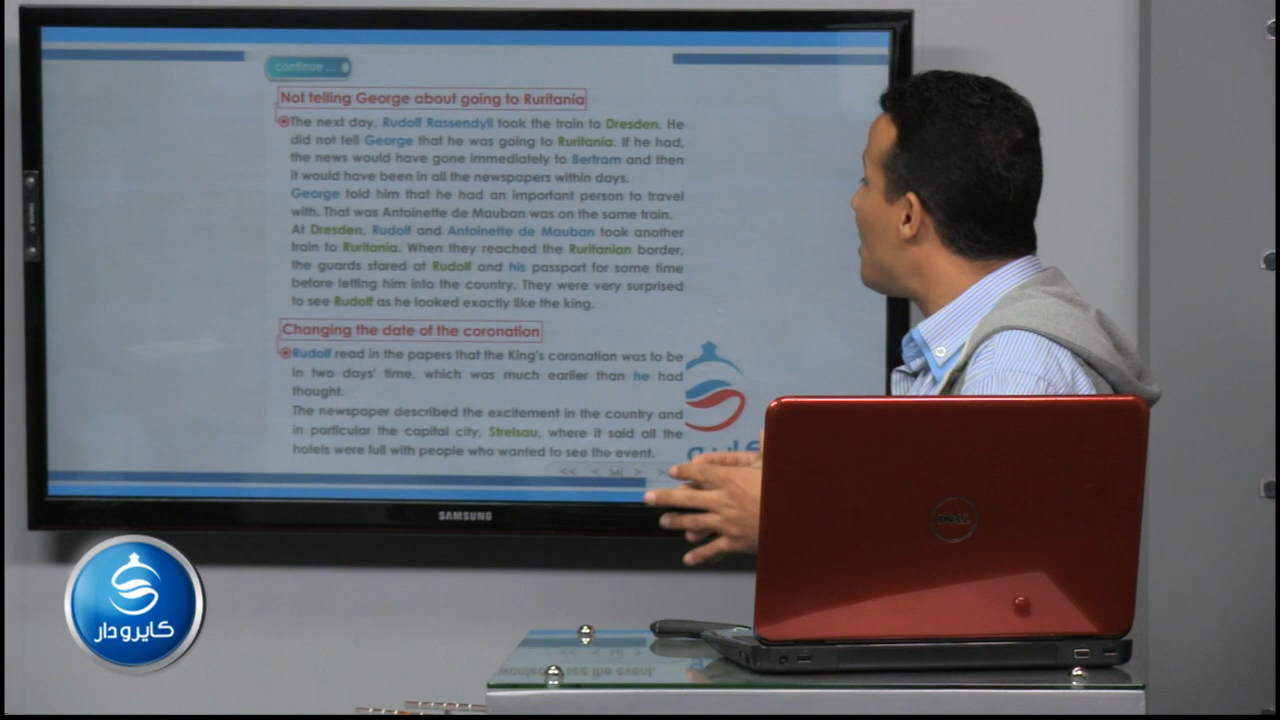 continue ...
Not telling George about going to Ruritania
The next day, Rudolf Rassendyll took the train to Dresden. He
did not tell George that he was going to Ruritania. If he had,
the news would have gone immediately to Bertram and then
it would have been in all the newspapers within days.
George told him that he had an important person to travel
with. That was Antoinette de Mauban was on the same train.
At Dresden, Rudolf and Antoinette de Mauban took another
train to Ruritania. When they reached the Ruritanian border,
the guards stared at Rudolf and his passport for some time
before letting him into the country. They were very surprised
to see Rudolf as he looked exactly like the king.
Changing the date of the coronation
Rudolf read in the papers that the King's coronation was to be
in two days' time, which was much earlier than he had
thought.
The newspaper described the excitement in the country and
in particular the capital city, Strelsau, where it said all the
hotels were full with people who wanted to see the event.
SAMSUNG
DELL
كايرودار